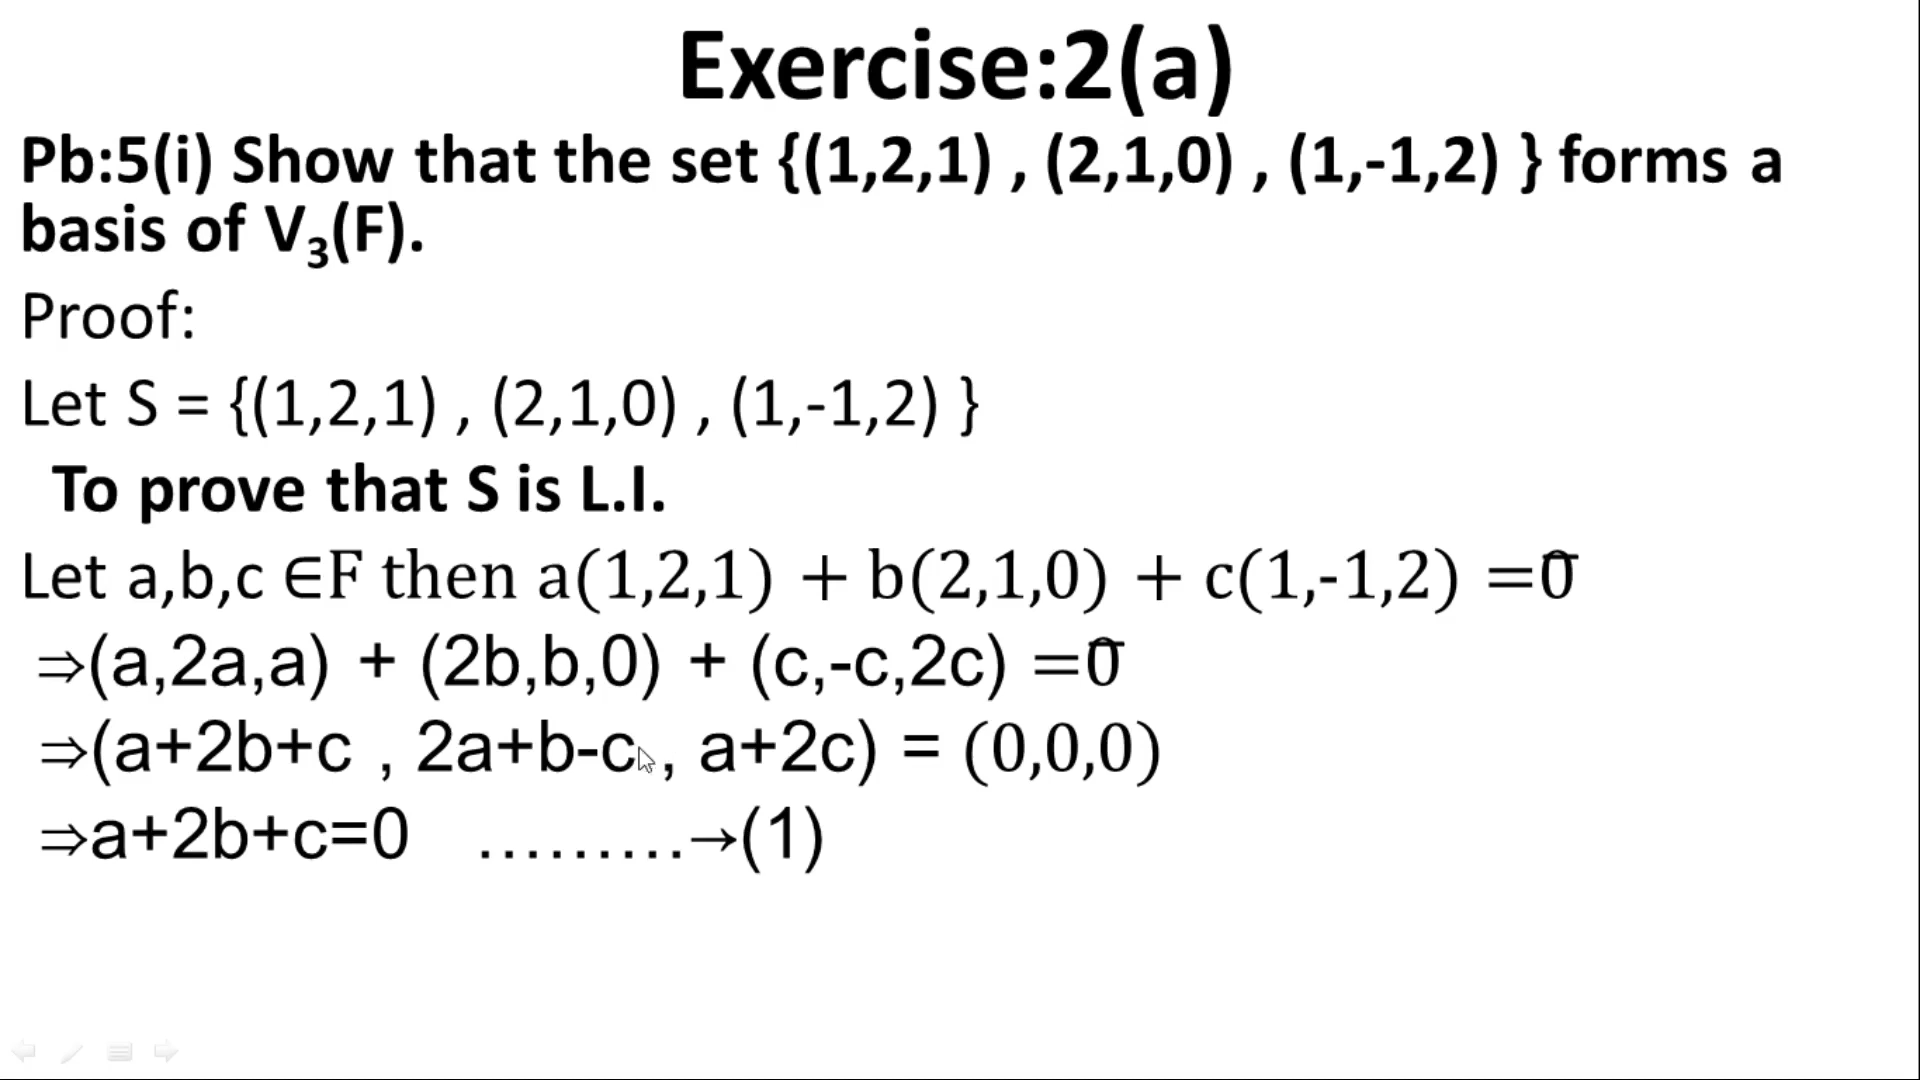 Exercise:2(a)
Pb:5(i) Show that the set {(1,2,1) , (2,1,0) , (1,-1,2) } forms a
basis of V₃(F).
Proof:
Let S = {(1,2,1) , (2,1,0) , (1,-1,2) }
To prove that S is L.I.
Let a,b,c ∈F then a(1,2,1) + b(2,1,0) + c(1,-1,2) =0̅
⇒(a,2a,a) + (2b,b,0) + (c,-c,2c) =0̅
⇒(a+2b+c , 2a+b-c , a+2c) = (0,0,0)
⇒a+2b+c=0 ………→(1)